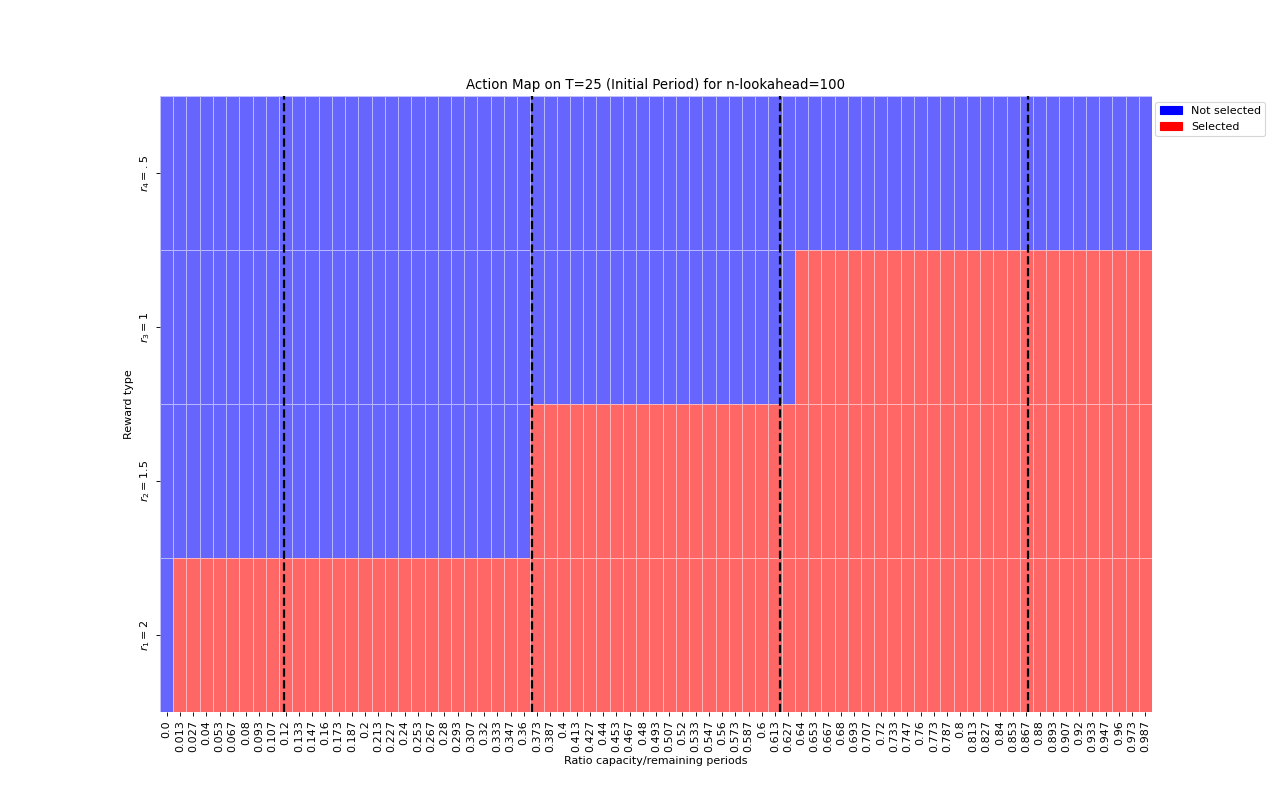 Action Map on T=25 (Initial Period) for n-lookahead=100
Not selected
Selected
Reward type
r₄ = .5
r₃ = 1
r₂ = 1.5
r₁ = 2
0.0 0.013 0.027 0.04 0.053 0.067 0.08 0.093 0.107 0.12 0.133 0.147 0.16 0.173 0.187 0.2 0.213 0.227 0.24 0.253 0.267 0.28 0.293 0.307 0.32 0.333 0.347 0.36 0.373 0.387 0.4 0.413 0.427 0.44 0.453 0.467 0.48 0.493 0.507 0.52 0.533 0.547 0.56 0.573 0.587 0.6 0.613 0.627 0.64 0.653 0.667 0.68 0.693 0.707 0.72 0.733 0.747 0.76 0.773 0.787 0.8 0.813 0.827 0.84 0.853 0.867 0.88 0.893 0.907 0.92 0.933 0.947 0.96 0.973 0.987
Ratio capacity/remaining periods